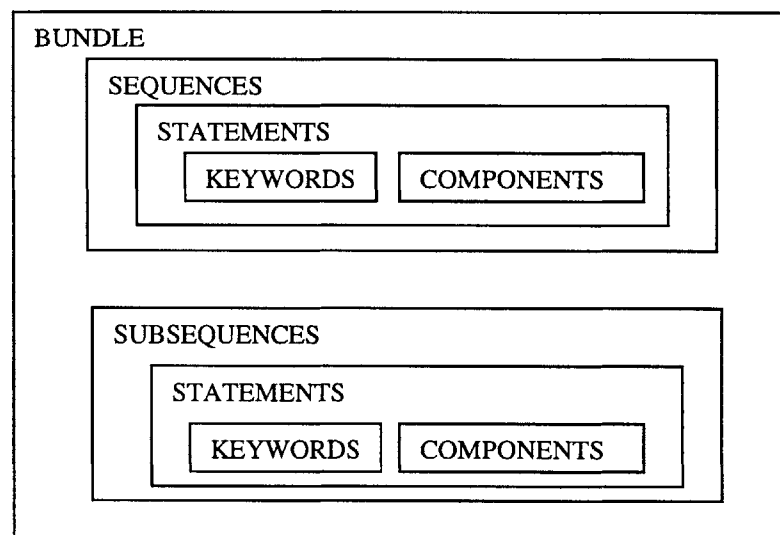 BUNDLE
SEQUENCES
STATEMENTS
KEYWORDS COMPONENTS
SUBSEQUENCES
STATEMENTS
KEYWORDS COMPONENTS